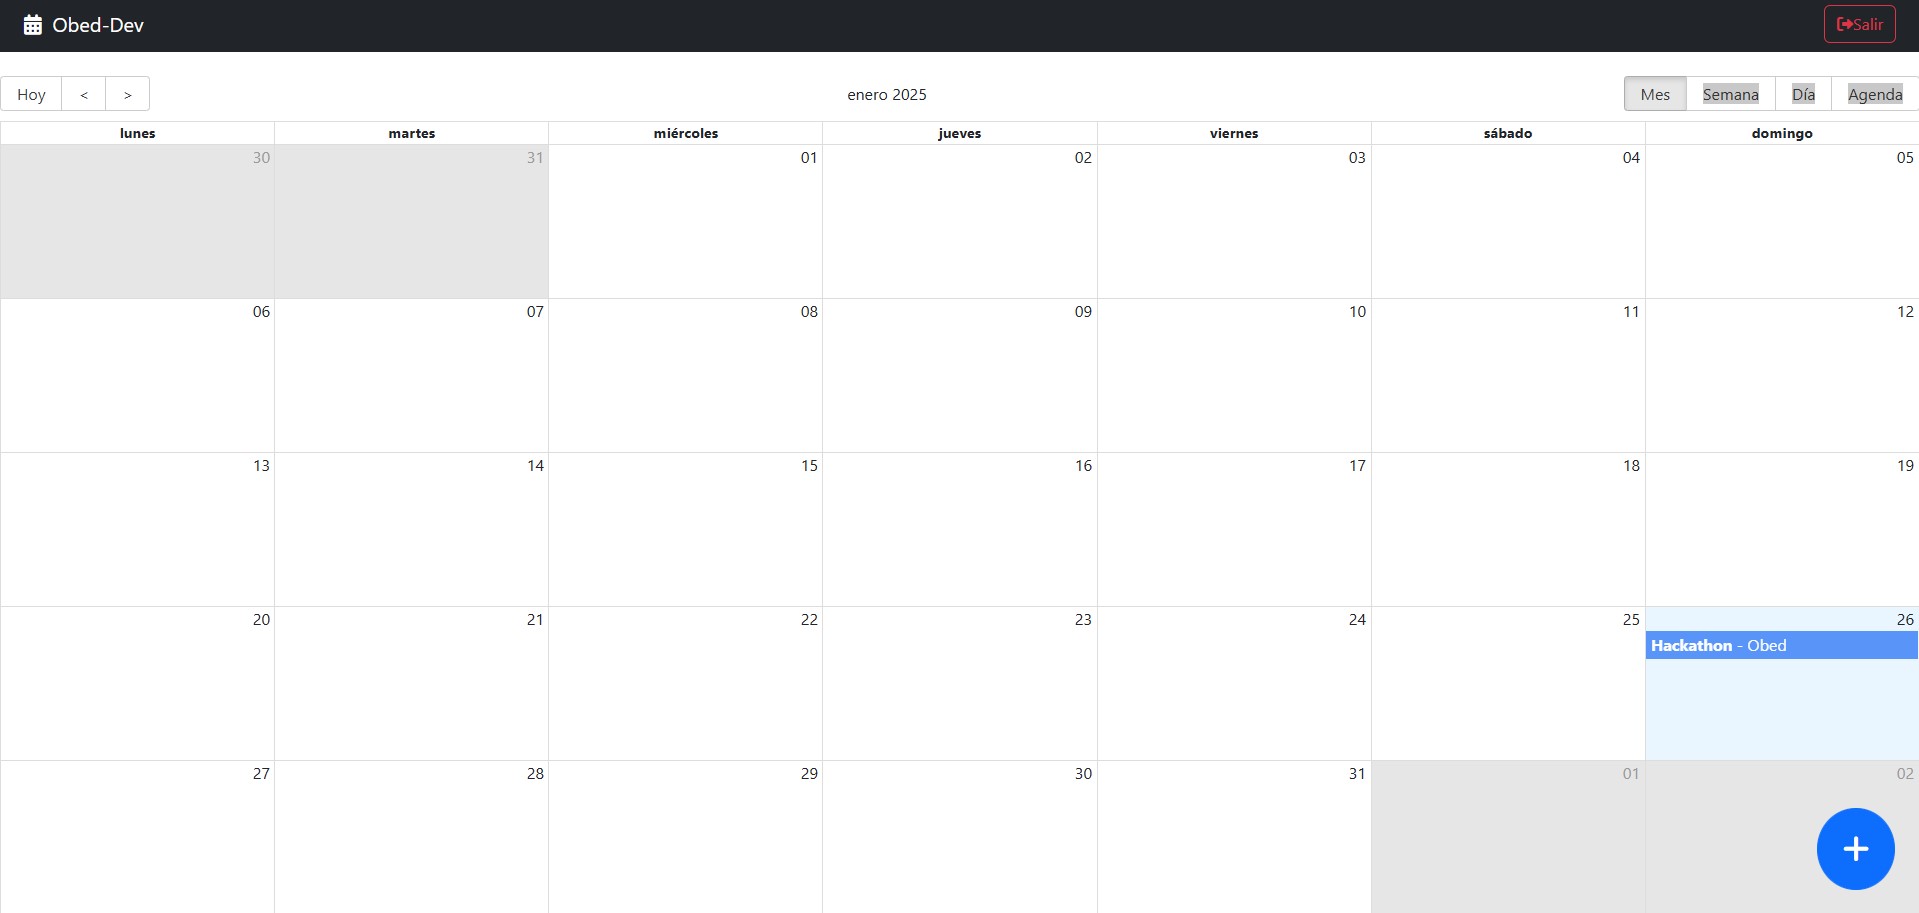 Obed-Dev Salir
Hoy < > enero 2025 Mes Semana Día Agenda
lunes martes miércoles jueves viernes sábado domingo
30 31 01 02 03 04 05
06 07 08 09 10 11 12
13 14 15 16 17 18 19
20 21 22 23 24 25 26
Hackathon - Obed
27 28 29 30 31 01 02
+